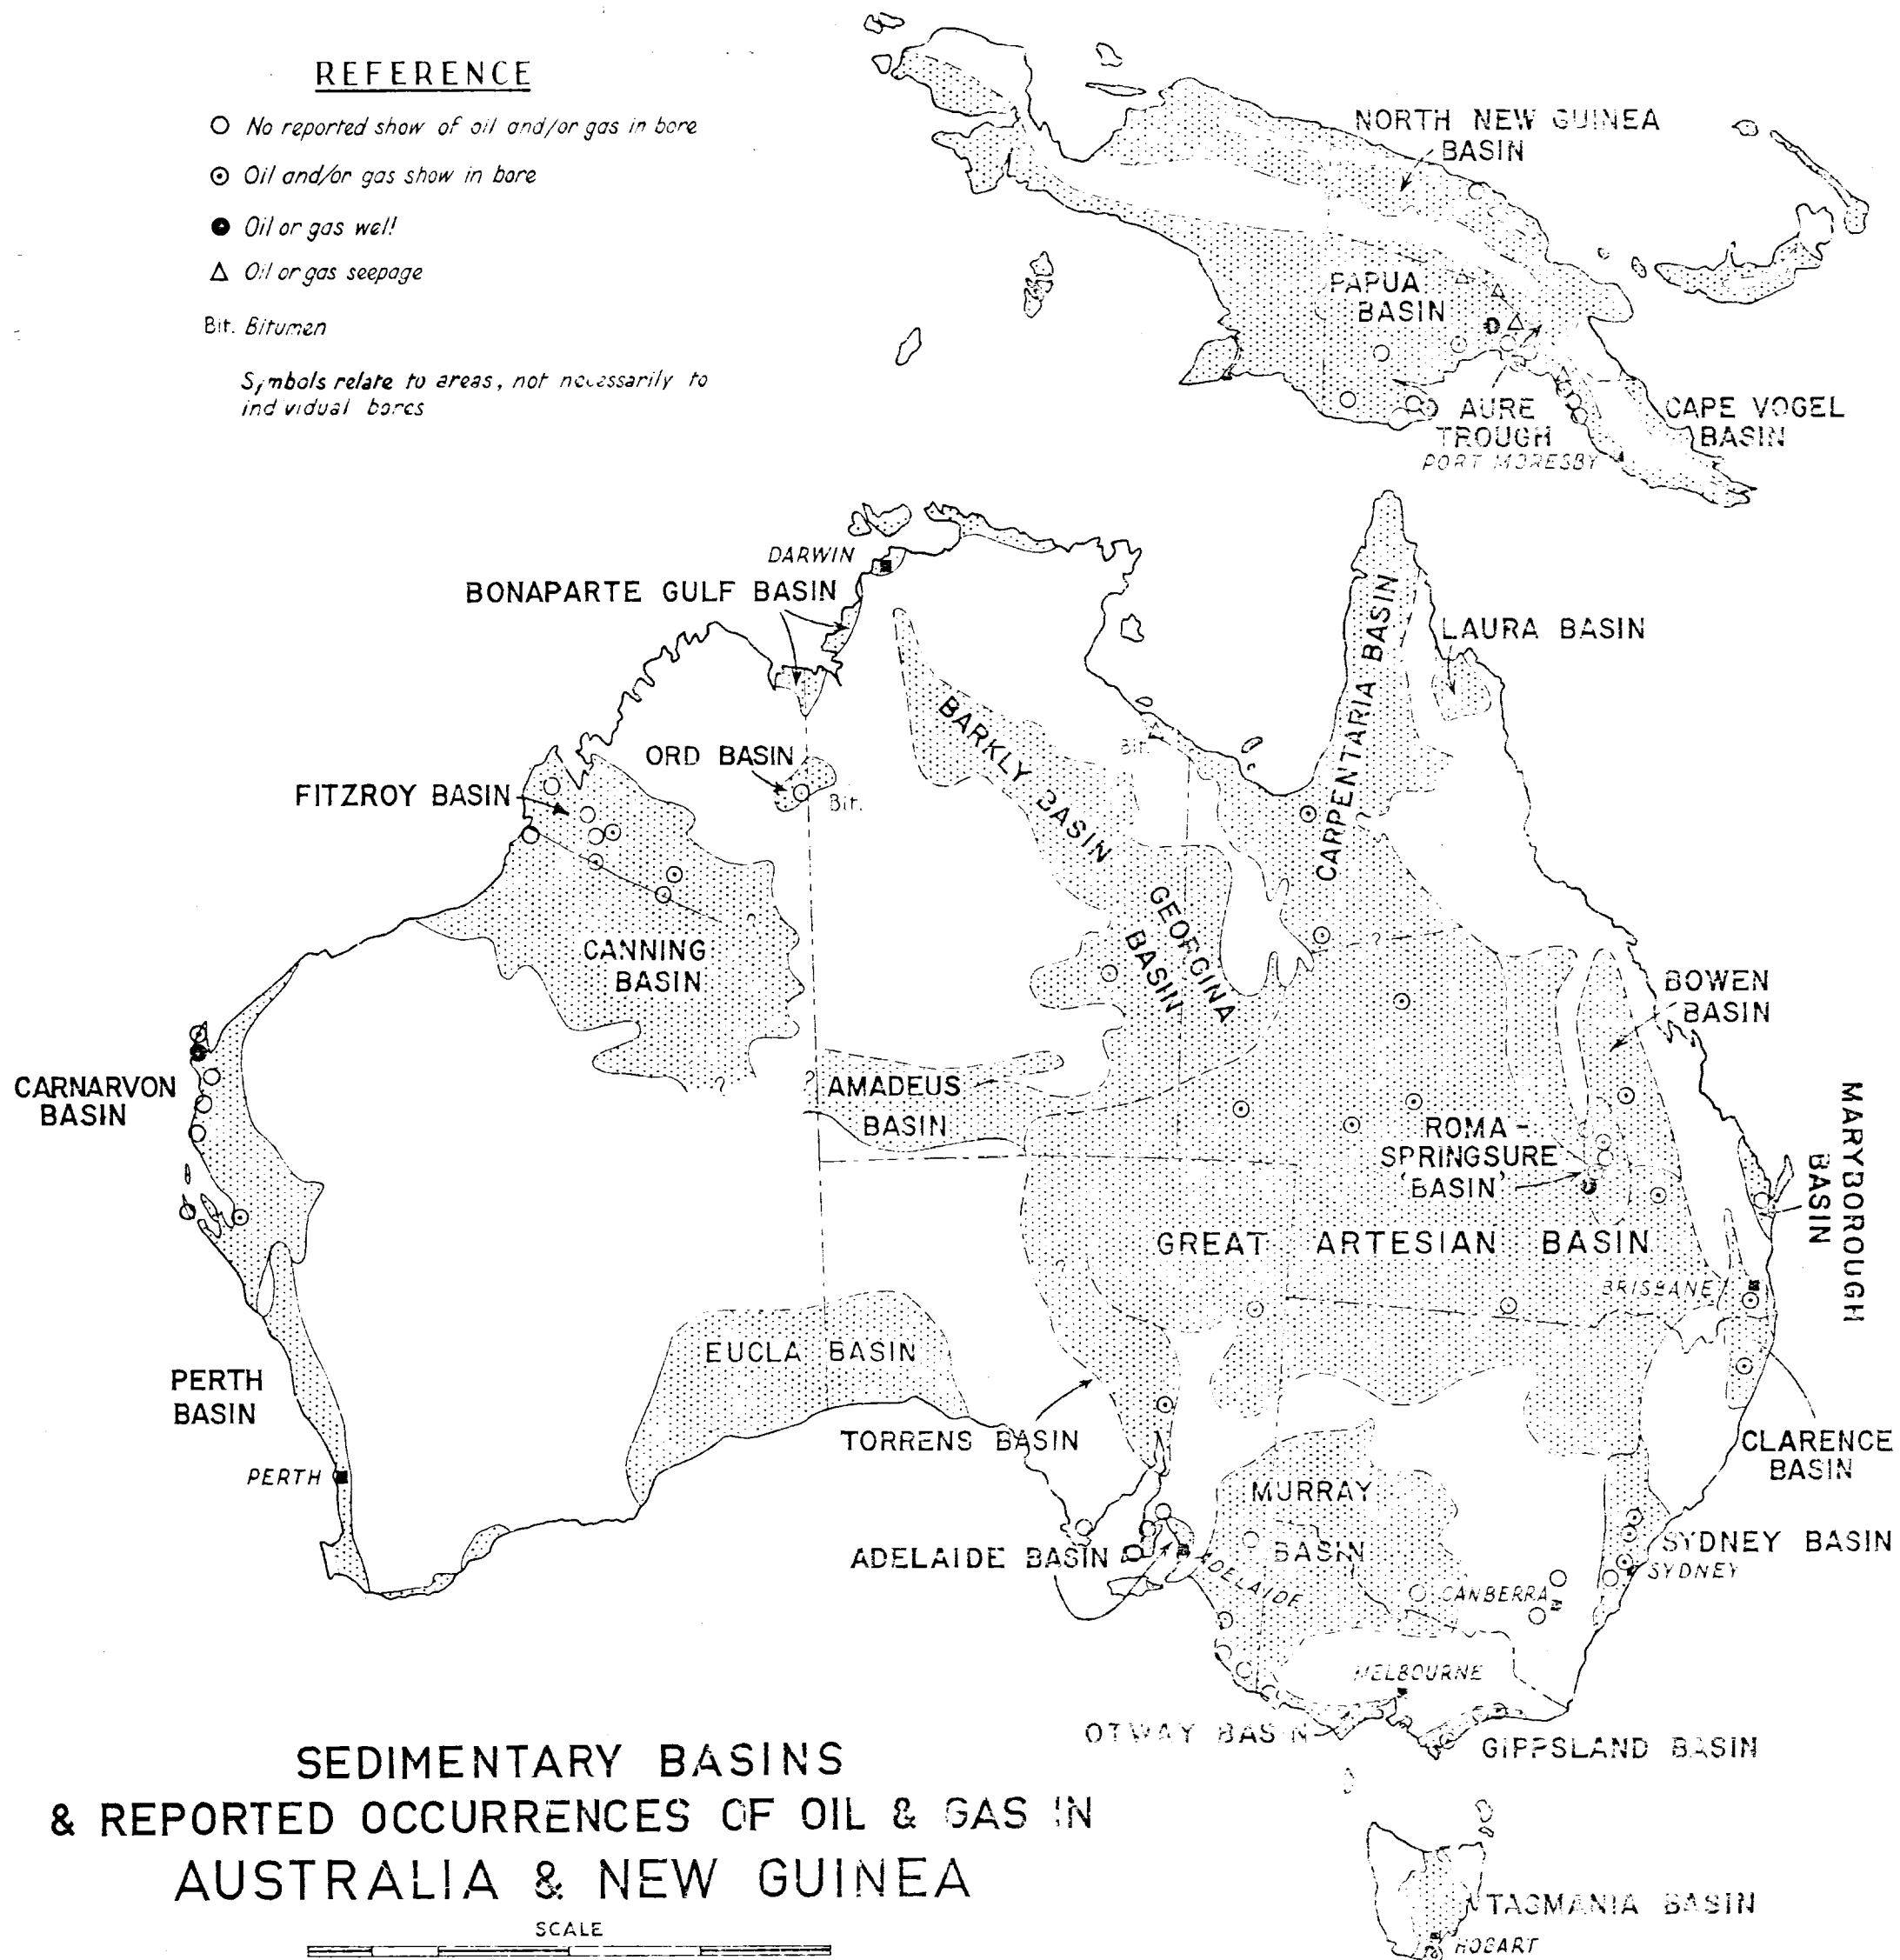 REFERENCE
No reported show of oil and/or gas in bore
Oil and/or gas show in bore
Oil or gas well
Oil or gas seepage
Bit. Bitumen
Symbols relate to areas, not necessarily to
individual bores
NORTH NEW GUINEA
BASIN
PAPUA
BASIN
AURE
TROUGH
CAPE VOGEL
BASIN
PORT MORESBY
DARWIN
BONAPARTE GULF BASIN
LAURA BASIN
CARPENTARIA BASIN
BARKLY BASIN
Bit.
ORD BASIN
Bit.
FITZROY BASIN
GEORGINA
BASIN
CANNING
BASIN
?
?
?
BOWEN
BASIN
CARNARVON
BASIN
?
AMADEUS
BASIN
ROMA -
SPRINGSURE
'BASIN'
MARYBOROUGH
BASIN
GREAT ARTESIAN BASIN
?
BRISBANE
EUCLA BASIN
PERTH
BASIN
TORRENS BASIN
CLARENCE
BASIN
PERTH
MURRAY
BASIN
ADELAIDE BASIN
ADELAIDE
SYDNEY BASIN
SYDNEY
CANBERRA
MELBOURNE
OTWAY BASIN
GIPPSLAND BASIN
SEDIMENTARY BASINS
& REPORTED OCCURRENCES OF OIL & GAS IN
AUSTRALIA & NEW GUINEA
SCALE
TASMANIA BASIN
HOBART